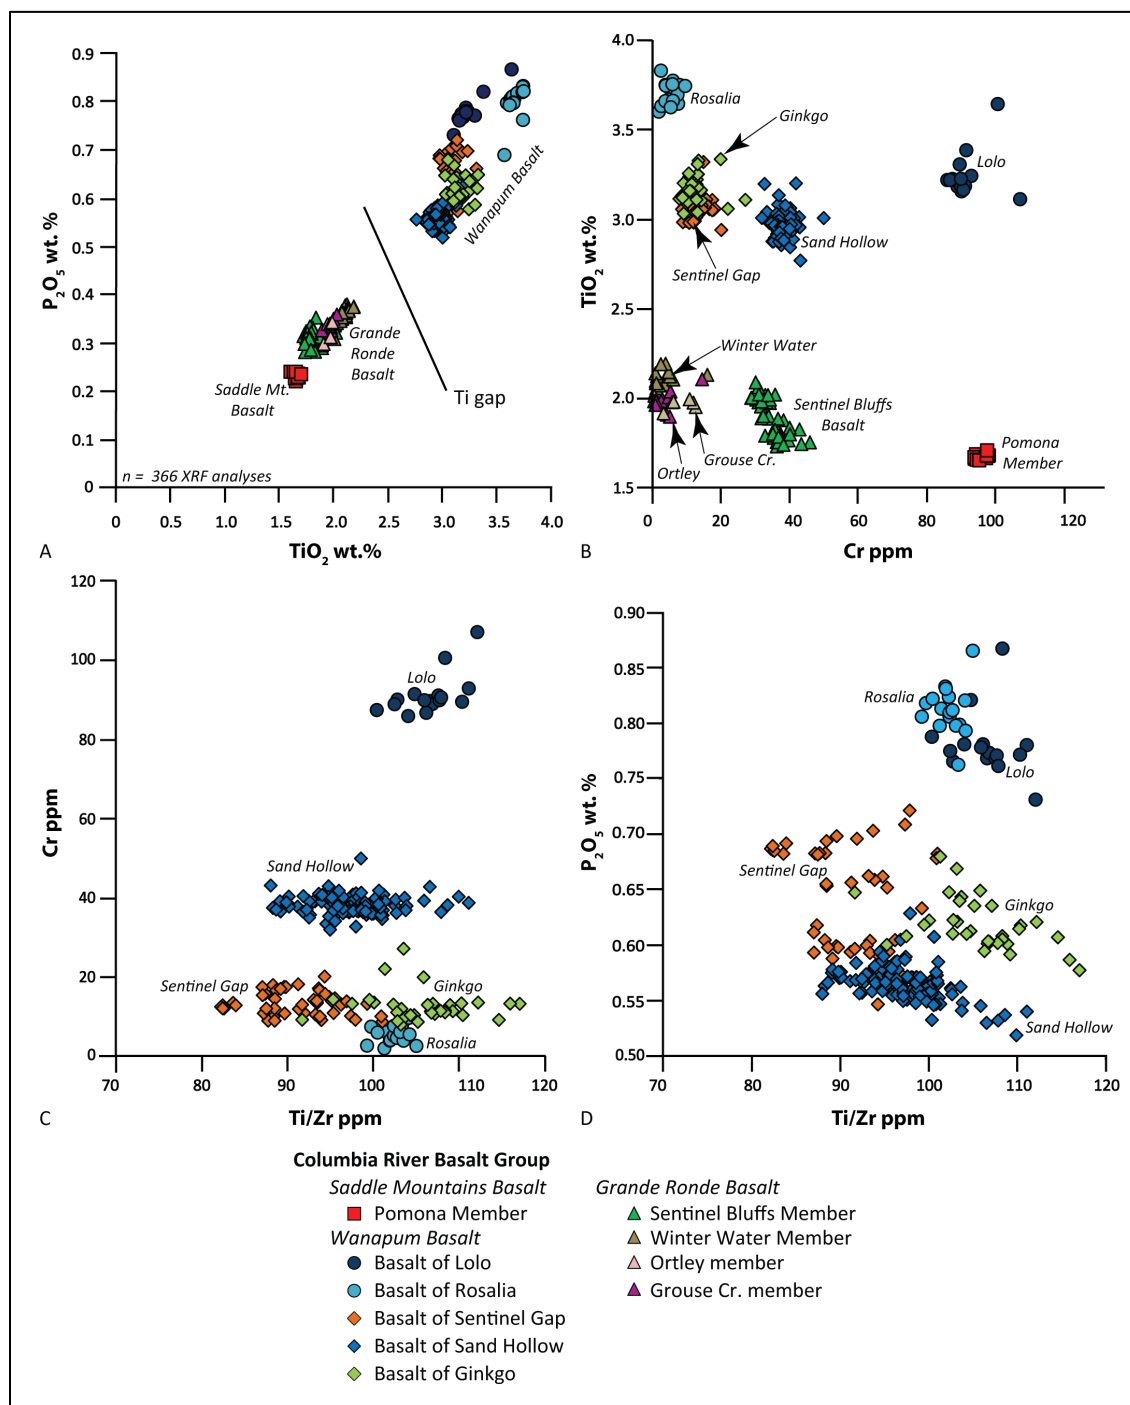 0.9
0.8
0.7
0.6
0.5
0.4
0.3
0.2
0.1
0
P2O5 wt. %
Wanapum Basalt
Grande
Ronde
Basalt
Saddle Mt.
Basalt
Ti gap
n = 366 XRF analyses
0
0.5
1.0
1.5
2.0
2.5
3.0
3.5
4.0
A
TiO2 wt.%
4.0
3.5
3.0
2.5
2.0
1.5
TiO2 wt.%
Rosalia
Ginkgo
Lolo
Sand Hollow
Sentinel Gap
Winter Water
Sentinel Bluffs
Basalt
Grouse Cr.
Ortley
Pomona
Member
0
20
40
60
80
100
120
B
Cr ppm
120
100
80
60
40
20
0
Cr ppm
Lolo
Sand Hollow
Sentinel Gap
Ginkgo
Rosalia
70
80
90
100
110
120
C
Ti/Zr ppm
0.90
0.85
0.80
0.75
0.70
0.65
0.60
0.55
0.50
P2O5 wt. %
Rosalia
Lolo
Sentinel Gap
Ginkgo
Sand Hollow
70
80
90
100
110
120
D
Ti/Zr ppm
Columbia River Basalt Group
Saddle Mountains Basalt
Pomona Member
Wanapum Basalt
Basalt of Lolo
Basalt of Rosalia
Basalt of Sentinel Gap
Basalt of Sand Hollow
Basalt of Ginkgo
Grande Ronde Basalt
Sentinel Bluffs Member
Winter Water Member
Ortley member
Grouse Cr. member